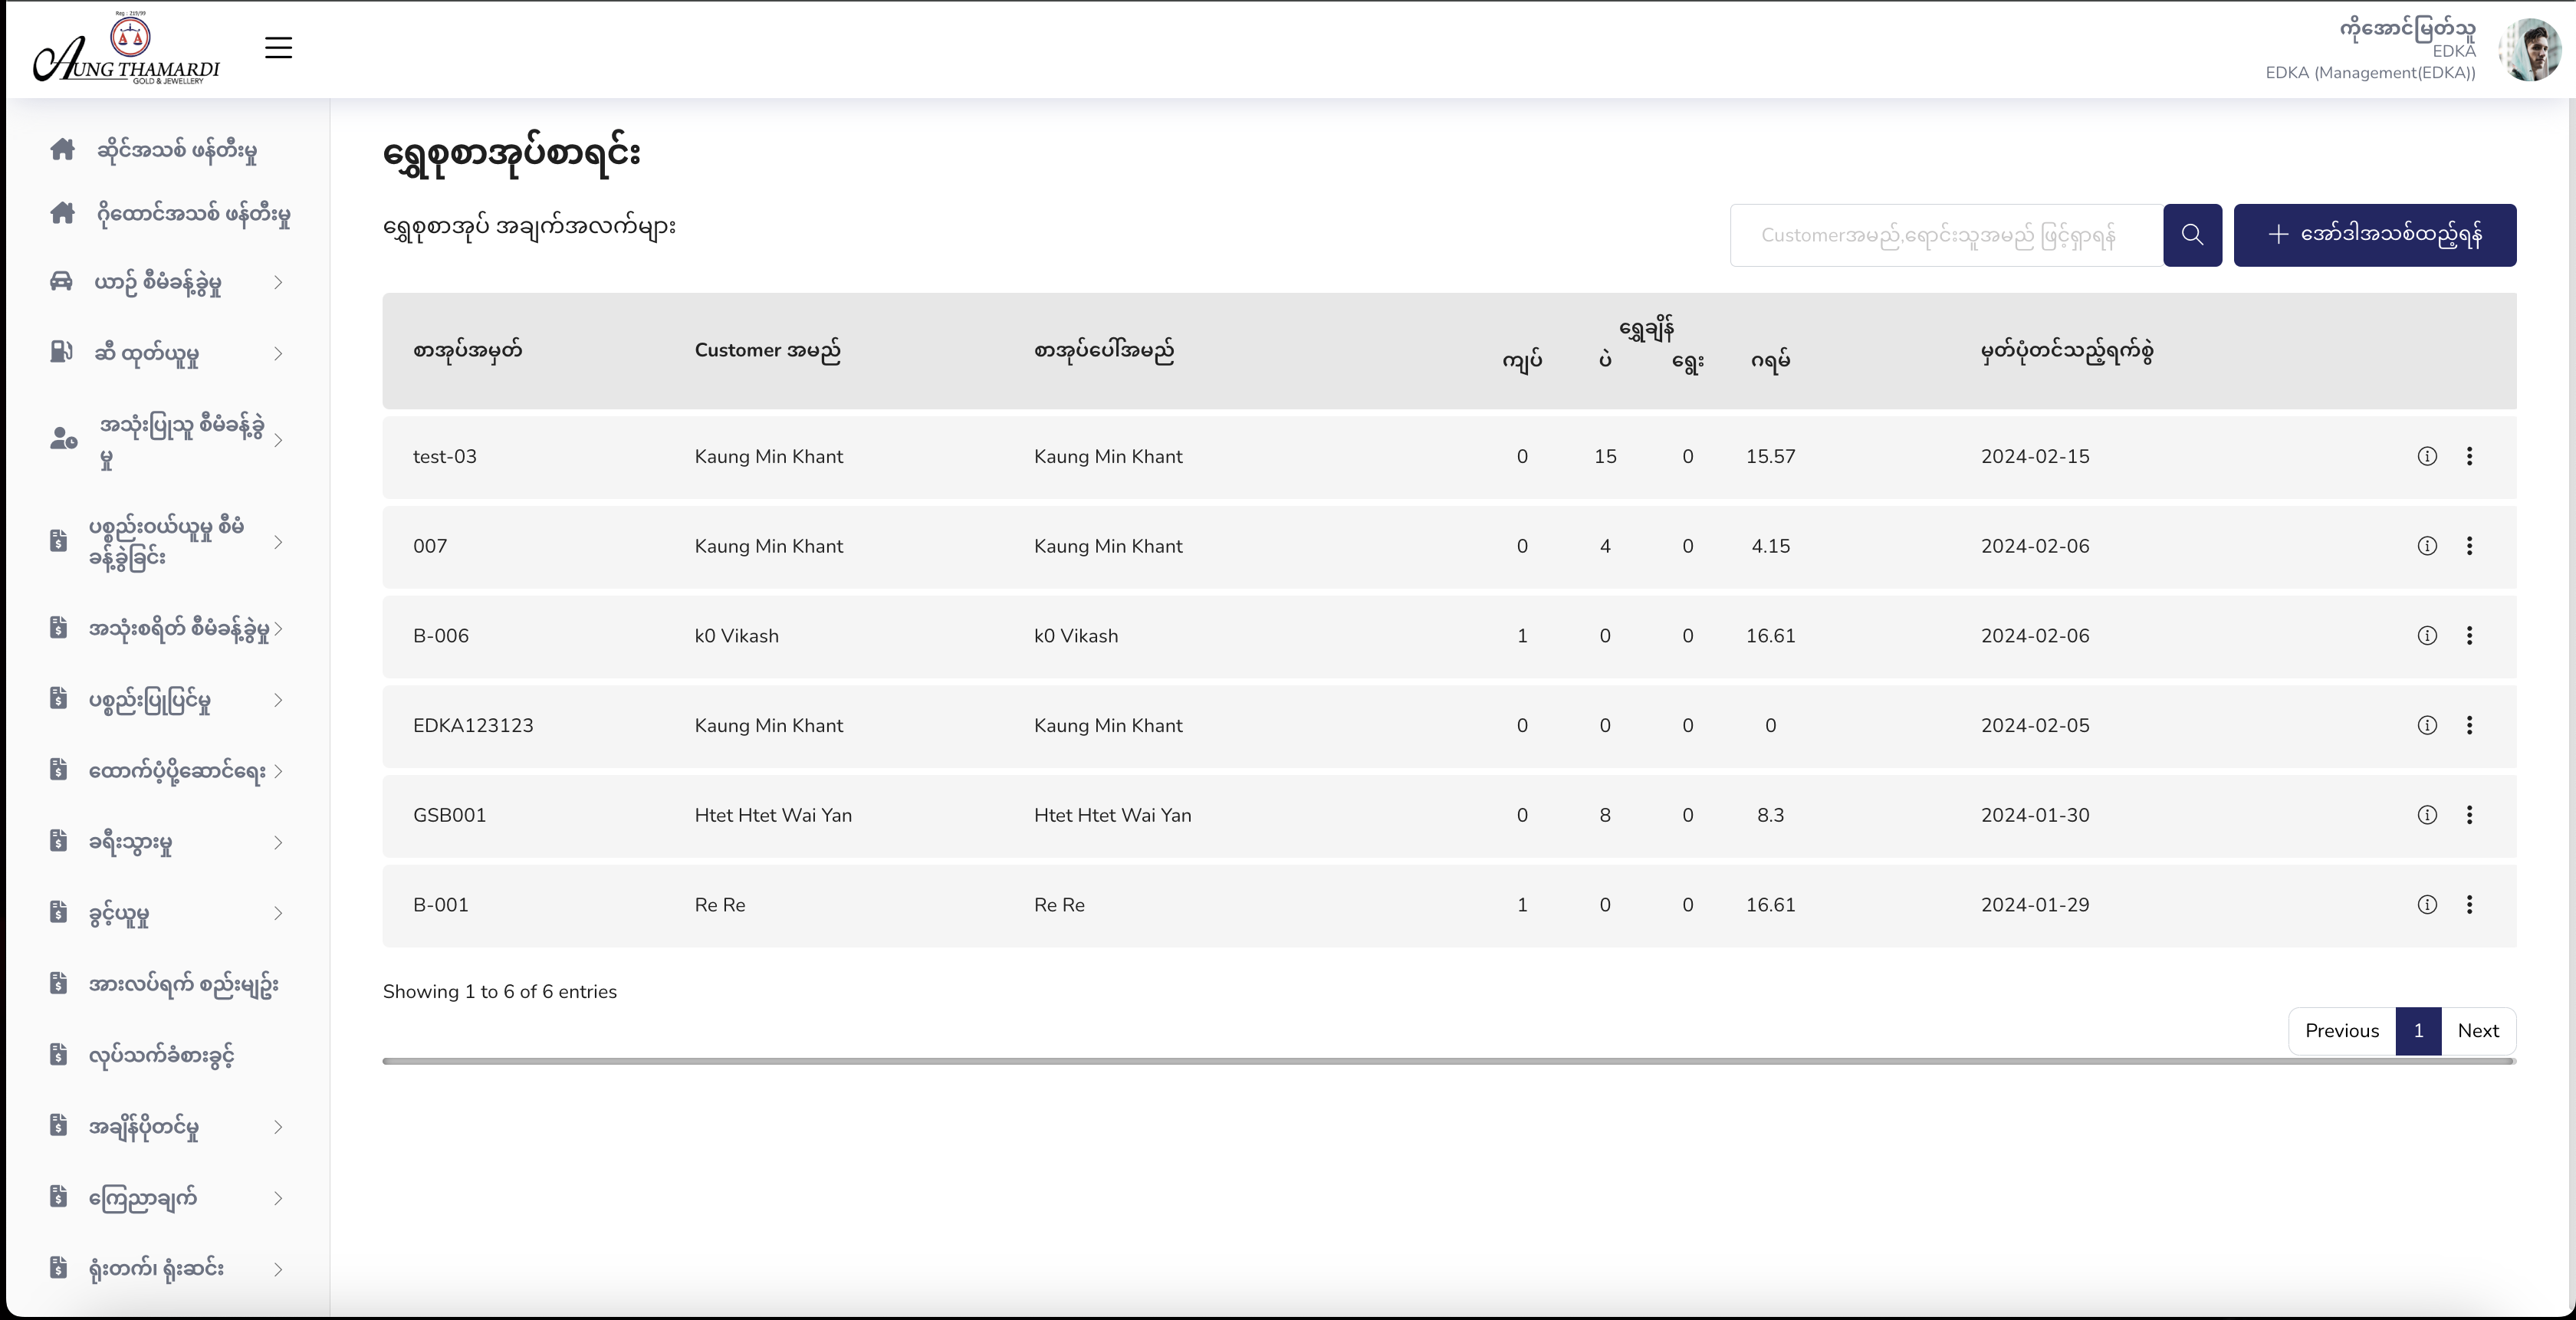 Reg : 219/99
AUNG THAMARDI
GOLD & JEWELLERY
ကိုအောင်မြတ်သူ
EDKA
EDKA (Management(EDKA))
ဆိုင်အသစ် ဖန်တီးမှု
ဂိုထောင်အသစ် ဖန်တီးမှု
ယာဉ် စီမံခန့်ခွဲမှု
ဆီ ထုတ်ယူမှု
အသုံးပြုသူ စီမံခန့်ခွဲ
မှု
ပစ္စည်းဝယ်ယူမှု စီမံ
ခန့်ခွဲခြင်း
အသုံးစရိတ် စီမံခန့်ခွဲမှု
ပစ္စည်းပြုပြင်မှု
ထောက်ပံ့ပို့ဆောင်ရေး
ခရီးသွားမှု
ခွင့်ယူမှု
အားလပ်ရက် စည်းမျဥ်း
လုပ်သက်ခံစားခွင့်
အချိန်ပိုတင်မှု
ကြေညာချက်
ရုံးတက်၊ ရုံးဆင်း
ရွှေစုစာအုပ်စာရင်း
ရွှေစုစာအုပ် အချက်အလက်များ
Customerအမည်,ရောင်းသူအမည် ဖြင့်ရှာရန်
အော်ဒါအသစ်ထည့်ရန်
စာအုပ်အမှတ် Customer အမည် စာအုပ်ပေါ်အမည် ရွှေချိန် မှတ်ပုံတင်သည့်ရက်စွဲ
ကျပ် ပဲ ရွေး ဂရမ်
test-03 Kaung Min Khant Kaung Min Khant 0 15 0 15.57 2024-02-15
007 Kaung Min Khant Kaung Min Khant 0 4 0 4.15 2024-02-06
B-006 k0 Vikash k0 Vikash 1 0 0 16.61 2024-02-06
EDKA123123 Kaung Min Khant Kaung Min Khant 0 0 0 0 2024-02-05
GSB001 Htet Htet Wai Yan Htet Htet Wai Yan 0 8 0 8.3 2024-01-30
B-001 Re Re Re Re 1 0 0 16.61 2024-01-29
Showing 1 to 6 of 6 entries
Previous 1 Next